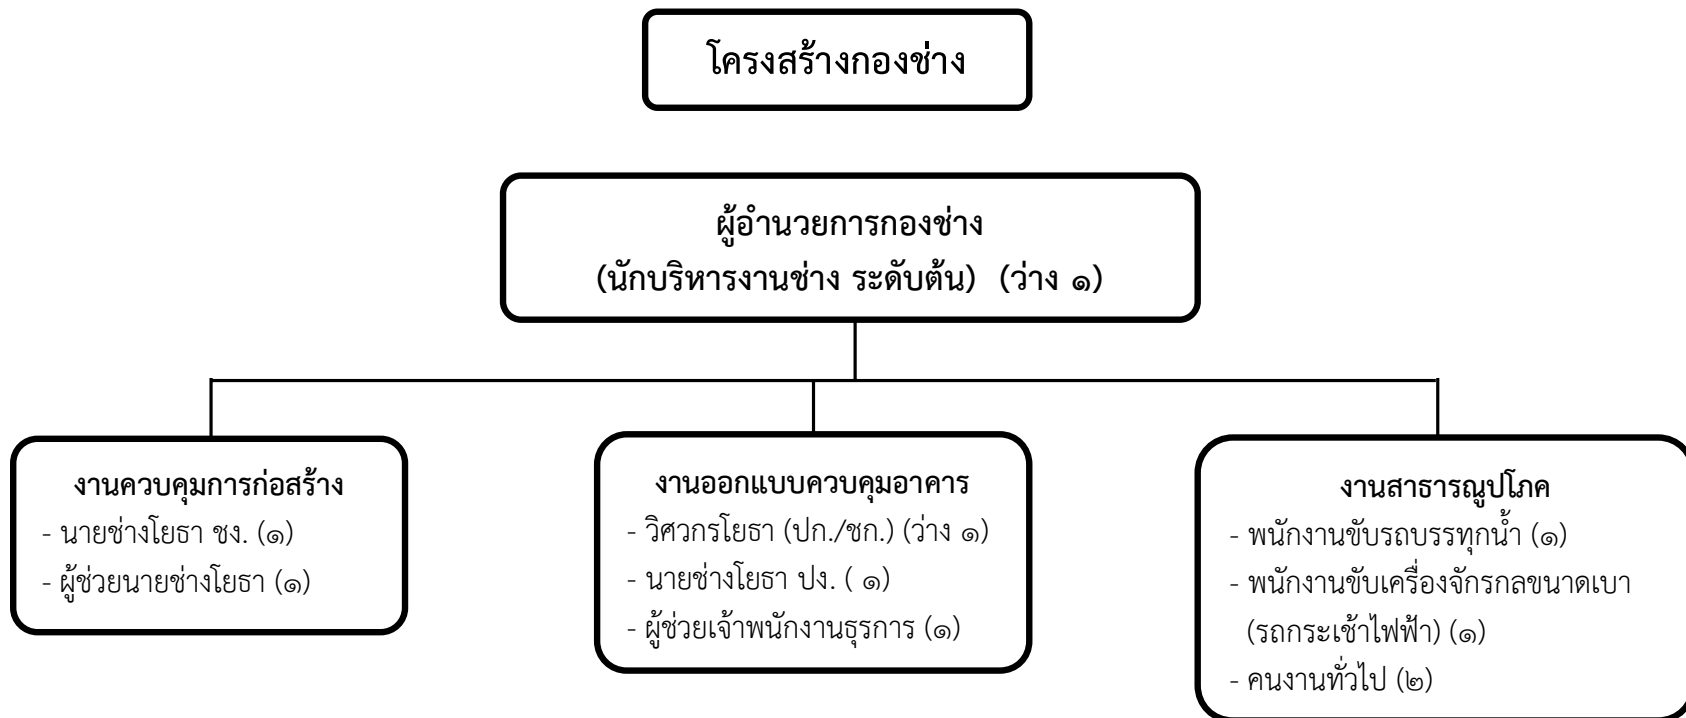 โครงสร้างกองช่าง
ผู้อำนวยการกองช่าง
(นักบริหารงานช่าง ระดับต้น) (ว่าง ๑)
งานควบคุมการก่อสร้าง
- นายช่างโยธา ชง. (๑)
- ผู้ช่วยนายช่างโยธา (๑)
งานออกแบบควบคุมอาคาร
- วิศวกรโยธา (ปก./ชก.) (ว่าง ๑)
- นายช่างโยธา ปง. ( ๑)
- ผู้ช่วยเจ้าพนักงานธุรการ (๑)
งานสาธารณูปโภค
- พนักงานขับรถบรรทุกน้ำ (๑)
- พนักงานขับเครื่องจักรกลขนาดเบา
(รถกระเช้าไฟฟ้า) (๑)
- คนงานทั่วไป (๒)